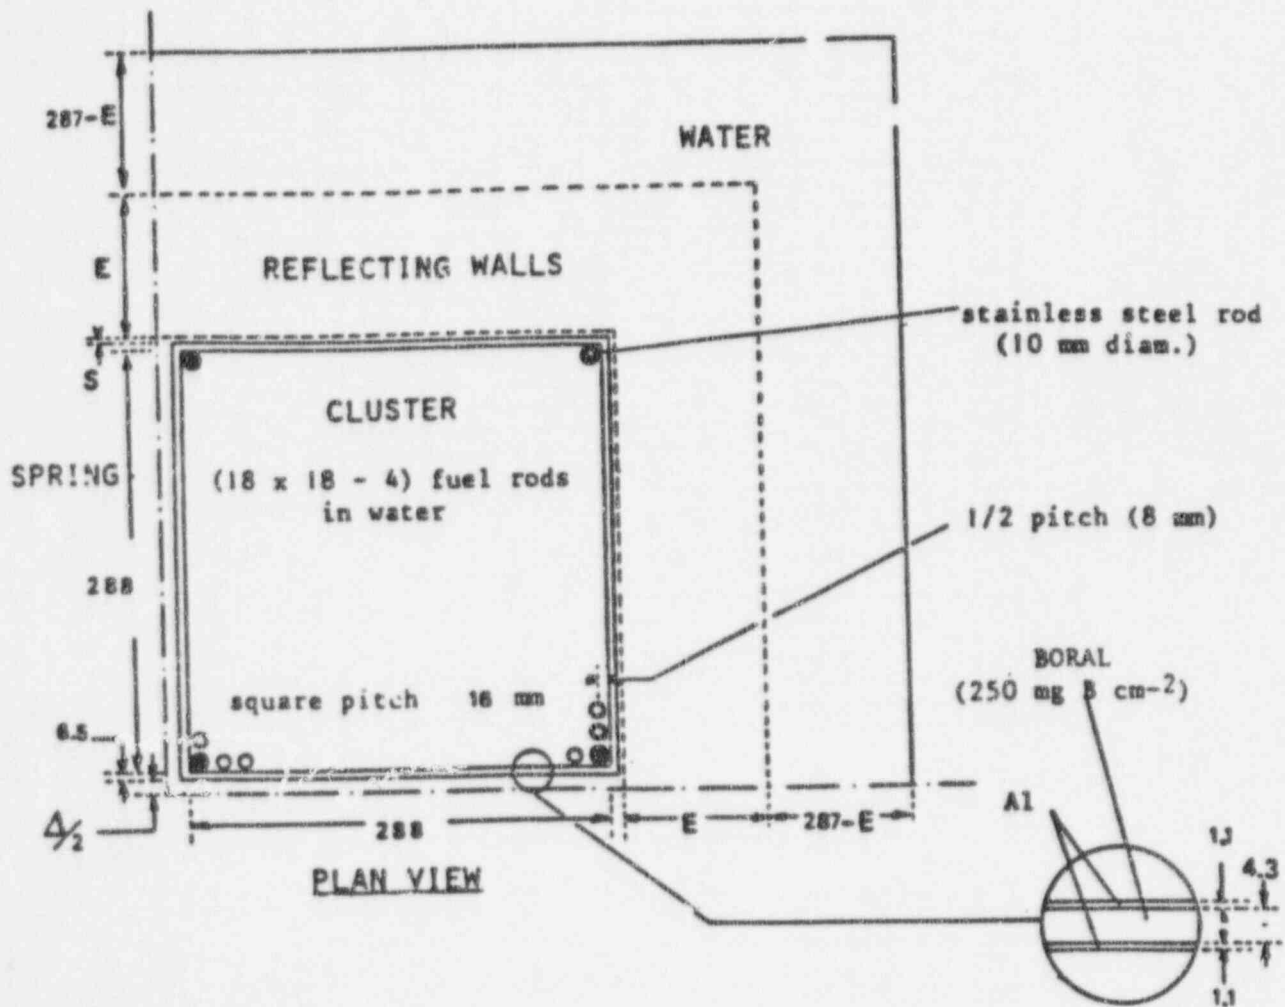 287-E
WATER
E
REFLECTING WALLS
stainless steel rod
(10 mm diam.)
S
CLUSTER
SPRING
(18 x 18 - 4) fuel rods
in water
1/2 pitch (8 mm)
288
BORAL
(250 mg B cm-2)
square pitch 16 mm
6.5
Δ/2
288
E
287-E
Al
1.1
4.3
PLAN VIEW
1.1